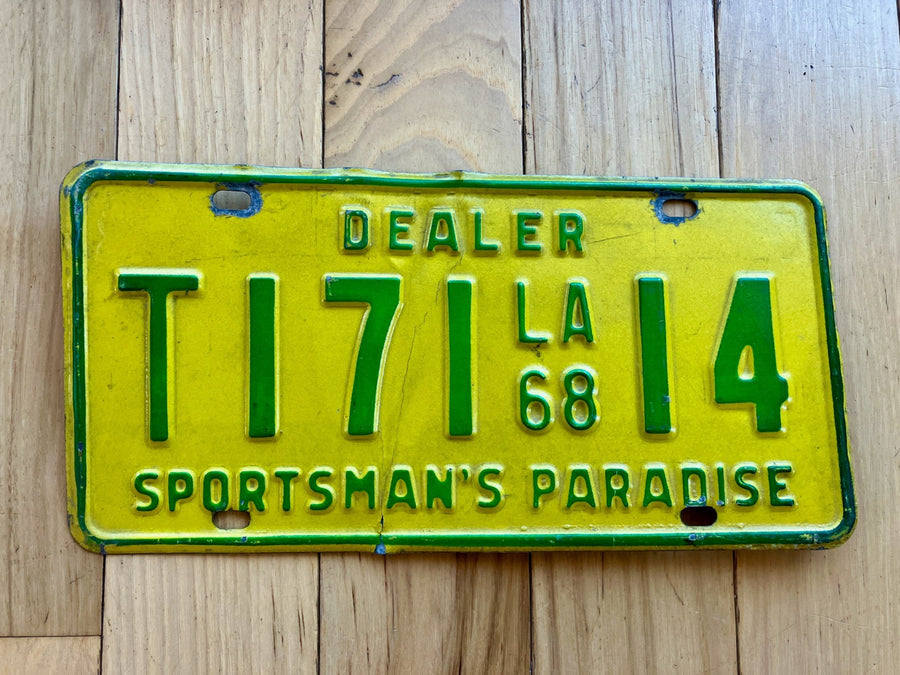 DEALER
T171 LA 68 14
SPORTSMAN'S PARADISE